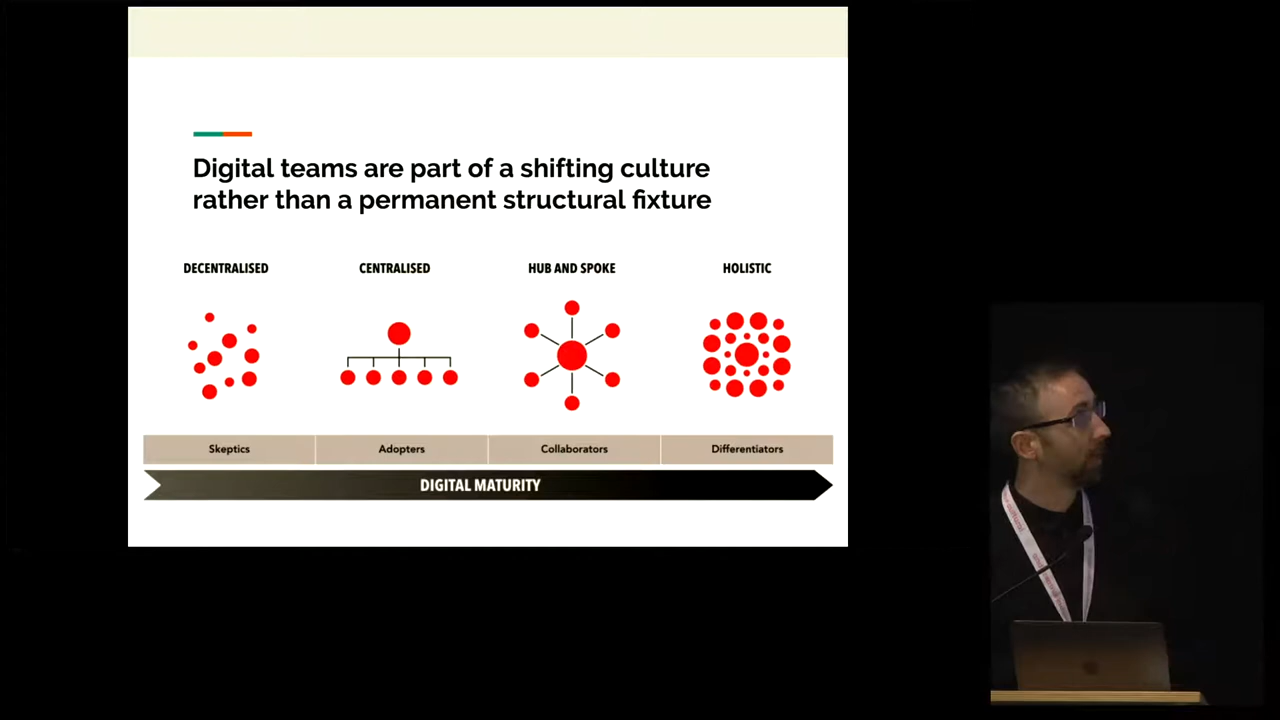 Digital teams are part of a shifting culture
rather than a permanent structural fixture
DECENTRALISED
CENTRALISED
HUB AND SPOKE
HOLISTIC
Skeptics
Adopters
Collaborators
Differentiators
DIGITAL MATURITY